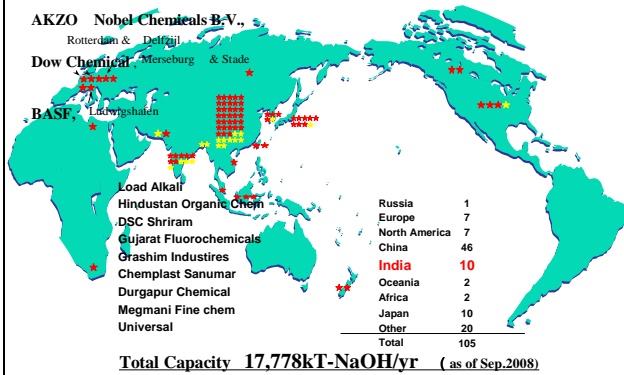 AKZO Nobel Chemicals B.V.,
Rotterdam & Delfzijl
Dow Chemical, Merseburg & Stade
BASF, Ludwigshafen
Load Alkali
Hindustan Organic Chem
DSC Shriram
Gujarat Fluorochemicals
Grashim Industires
Chemplast Sanumar
Durgapur Chemical
Megmani Fine chem
Universal
Russia 1
Europe 7
North America 7
China 46
India 10
Oceania 2
Africa 2
Japan 10
Other 20
Total 105
Total Capacity 17,778kT-NaOH/yr ( as of Sep.2008)